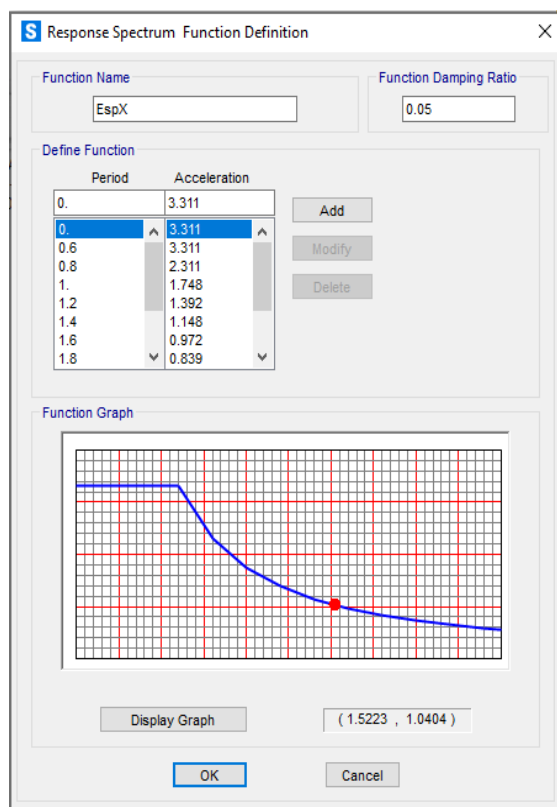 S Response Spectrum Function Definition
Function Name
Function Damping Ratio
EspX
0.05
Define Function
Period Acceleration
0. 3.311
Add
0. 3.311
0.6 3.311
Modify
0.8 2.311
1. 1.748
Delete
1.2 1.392
1.4 1.148
1.6 0.972
1.8 0.839
Function Graph
Display Graph
( 1.5223 , 1.0404 )
OK
Cancel